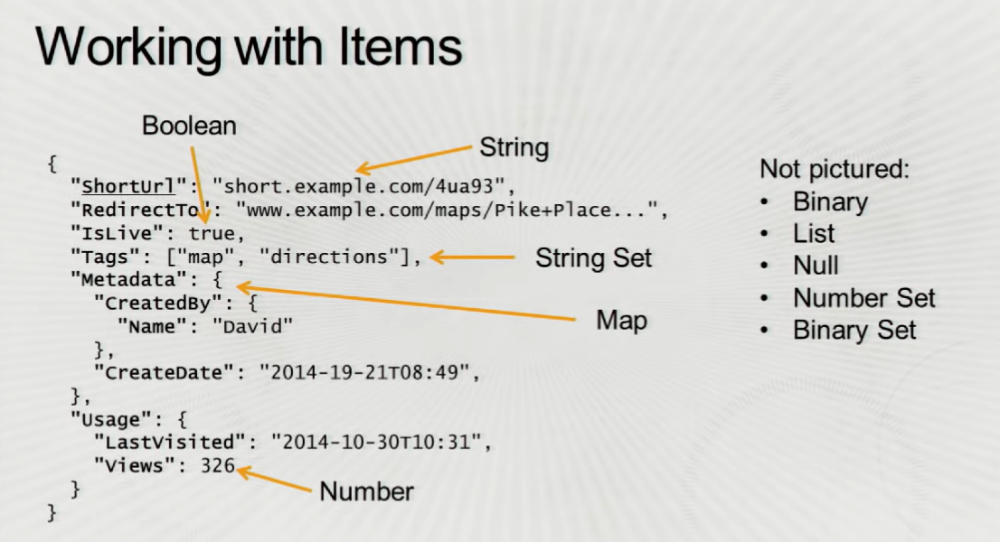 Working with Items
Boolean
String
{
"ShortUrl": "short.example.com/4ua93",
"RedirectTo": "www.example.com/maps/Pike+Place...",
"IsLive": true,
"Tags": ["map", "directions"],
String Set
"Metadata": {
"CreatedBy": {
"Name": "David"
Map
},
"CreateDate": "2014-19-21T08:49",
},
"Usage": {
"LastVisited": "2014-10-30T10:31",
"Views": 326
Number
}
}
Not pictured:
• Binary
• List
• Null
• Number Set
• Binary Set